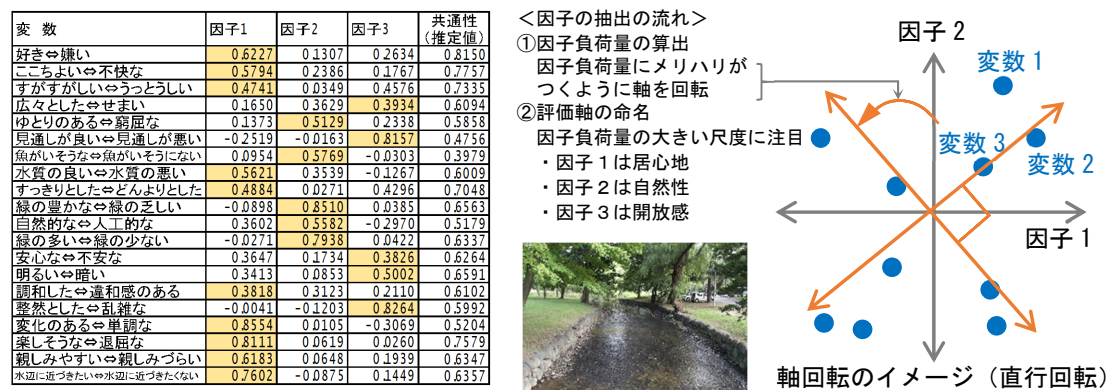 変 数 因子1 因子2 因子3 共通性
(推定値)
好き⇔嫌い 0.6227 0.1307 0.2634 0.8150
ここちよい⇔不快な 0.5794 0.2386 0.1767 0.7757
すがすがしい⇔うっとうしい 0.4741 0.0349 0.4576 0.7335
広々とした⇔せまい 0.1650 0.3629 0.3934 0.6094
ゆとりのある⇔窮屈な 0.1373 0.5129 0.2338 0.5858
見通しが良い⇔見通しが悪い -0.2519 -0.0163 0.8157 0.4756
魚がいそうな⇔魚がいそうにない 0.0954 0.5769 -0.0303 0.3979
水質の良い⇔水質の悪い 0.5621 0.3539 -0.1267 0.6009
すっきりとした⇔どんよりとした 0.4884 0.0271 0.4296 0.7048
緑の豊かな⇔緑の乏しい -0.0898 0.8510 0.0385 0.6563
自然的な⇔人工的な 0.3602 0.5582 -0.2970 0.5179
緑の多い⇔緑の少ない -0.0271 0.7938 0.0422 0.6337
安心な⇔不安な 0.3647 0.1734 0.3826 0.6264
明るい⇔暗い 0.3413 0.0853 0.5002 0.6591
調和した⇔違和感のある 0.3818 0.3123 0.2110 0.6102
整然とした⇔乱雑な -0.0041 -0.1203 0.8264 0.5992
変化のある⇔単調な 0.8554 0.0105 -0.3069 0.5204
楽しそうな⇔退屈な 0.8111 0.0619 0.0260 0.7579
親しみやすい⇔親しみづらい 0.6183 0.0648 0.1939 0.6347
水辺に近づきたい⇔水辺に近づきたくない 0.7602 -0.0875 0.1449 0.6357
<因子の抽出の流れ>
①因子負荷量の算出
因子負荷量にメリハリが
つくように軸を回転
②評価軸の命名
因子負荷量の大きい尺度に注目
・因子1は居心地
・因子2は自然性
・因子3は開放感
因子2
変数1
変数3
変数2
因子1
軸回転のイメージ（直行回転）